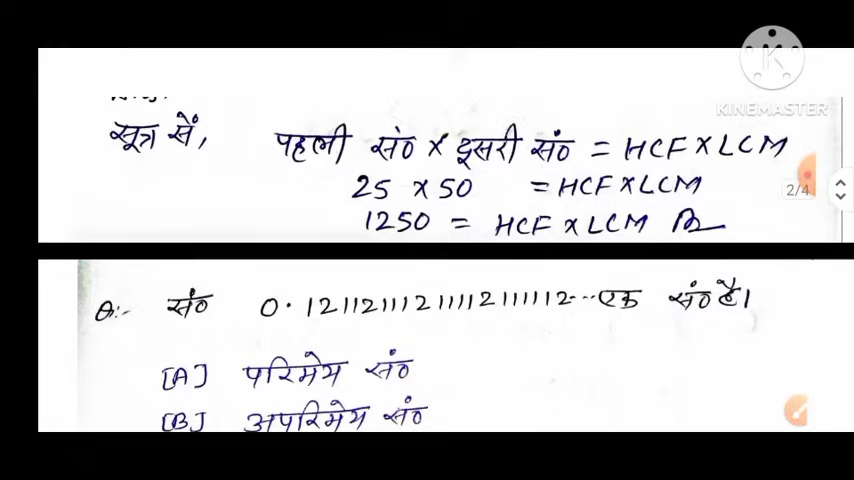 KINEMASTER
सूत्र सें, पहली सं० × दूसरी सं० = HCF × LCM
25 × 50 = HCF × LCM
2/4
1250 = HCF × LCM
Q:- सं० 0.12112111211112111112... एक सं० है।
[A] परिमेय सं०
[B] अपरिमेय सं०